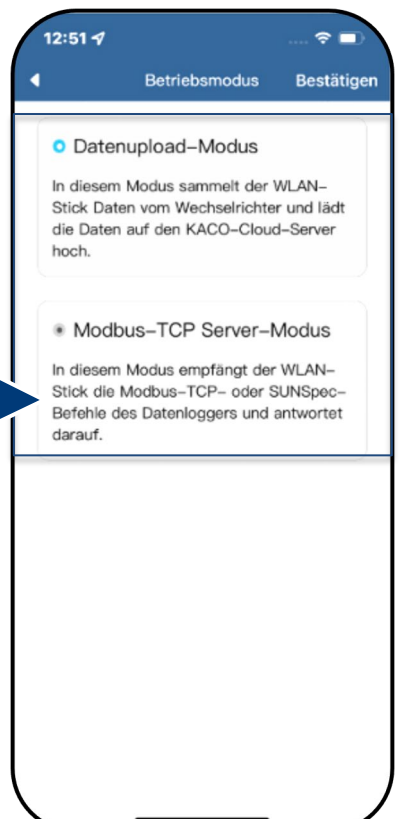 12:51
Betriebsmodus Bestätigen
Datenupload-Modus
In diesem Modus sammelt der WLAN-
Stick Daten vom Wechselrichter und lädt
die Daten auf den KACO-Cloud-Server
hoch.
Modbus-TCP Server-Modus
In diesem Modus empfängt der WLAN-
Stick die Modbus-TCP- oder SUNSpec-
Befehle des Datenloggers und antwortet
darauf.